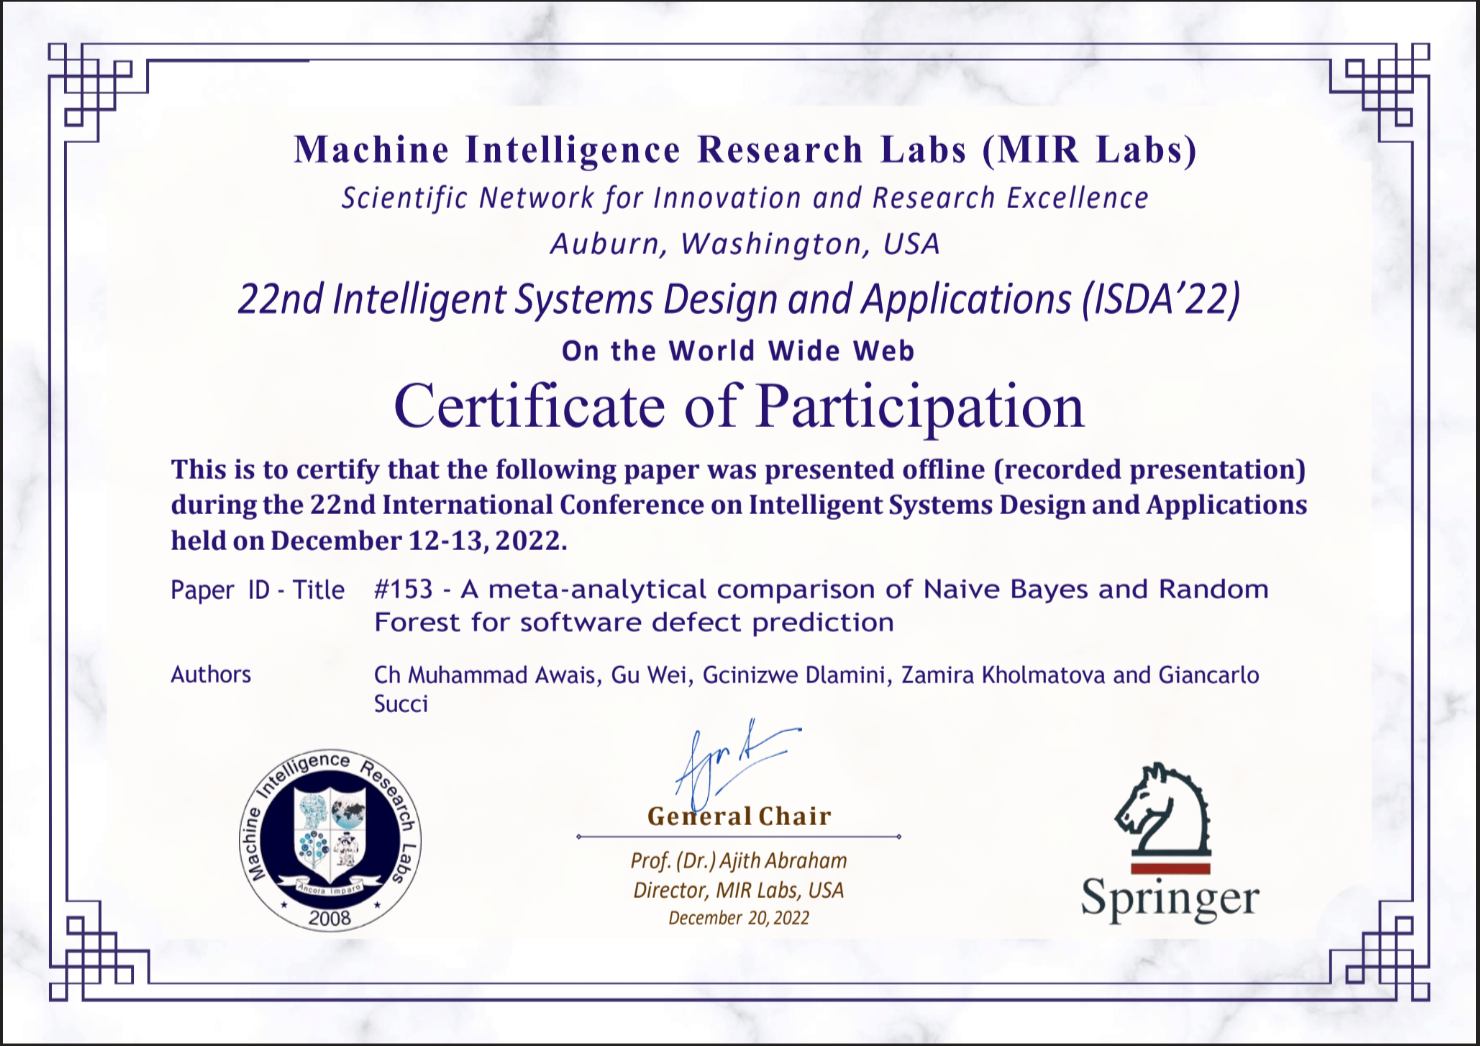 Machine Intelligence Research Labs (MIR Labs)
Scientific Network for Innovation and Research Excellence
Auburn, Washington, USA
22nd Intelligent Systems Design and Applications (ISDA’22)
On the World Wide Web
Certificate of Participation
This is to certify that the following paper was presented offline (recorded presentation)
during the 22nd International Conference on Intelligent Systems Design and Applications
held on December 12-13, 2022.
Paper ID - Title #153 - A meta-analytical comparison of Naive Bayes and Random
Forest for software defect prediction
Authors Ch Muhammad Awais, Gu Wei, Gcinizwe Dlamini, Zamira Kholmatova and Giancarlo
Succi
Machine Intelligence Research Labs
Ancora Imparo
2008
General Chair
Prof. (Dr.) Ajith Abraham
Director, MIR Labs, USA
December 20, 2022
Springer